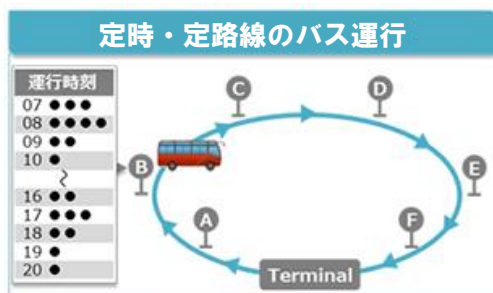 定時・定路線のバス運行
運行時刻
07 ●●●
08 ●●●●
09 ●●
10 ●
〜
16 ●●
17 ●●●
18 ●●
19 ●
20 ●
C
D
B
E
A
F
Terminal